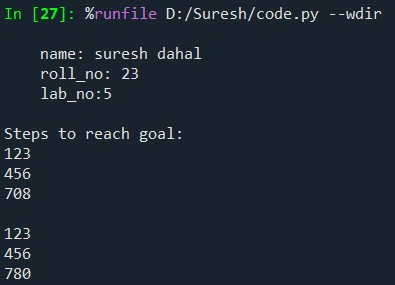 In [27]: %runfile D:/Suresh/code.py --wdir
name: suresh dahal
roll_no: 23
lab_no:5
Steps to reach goal:
123
456
708
123
456
780